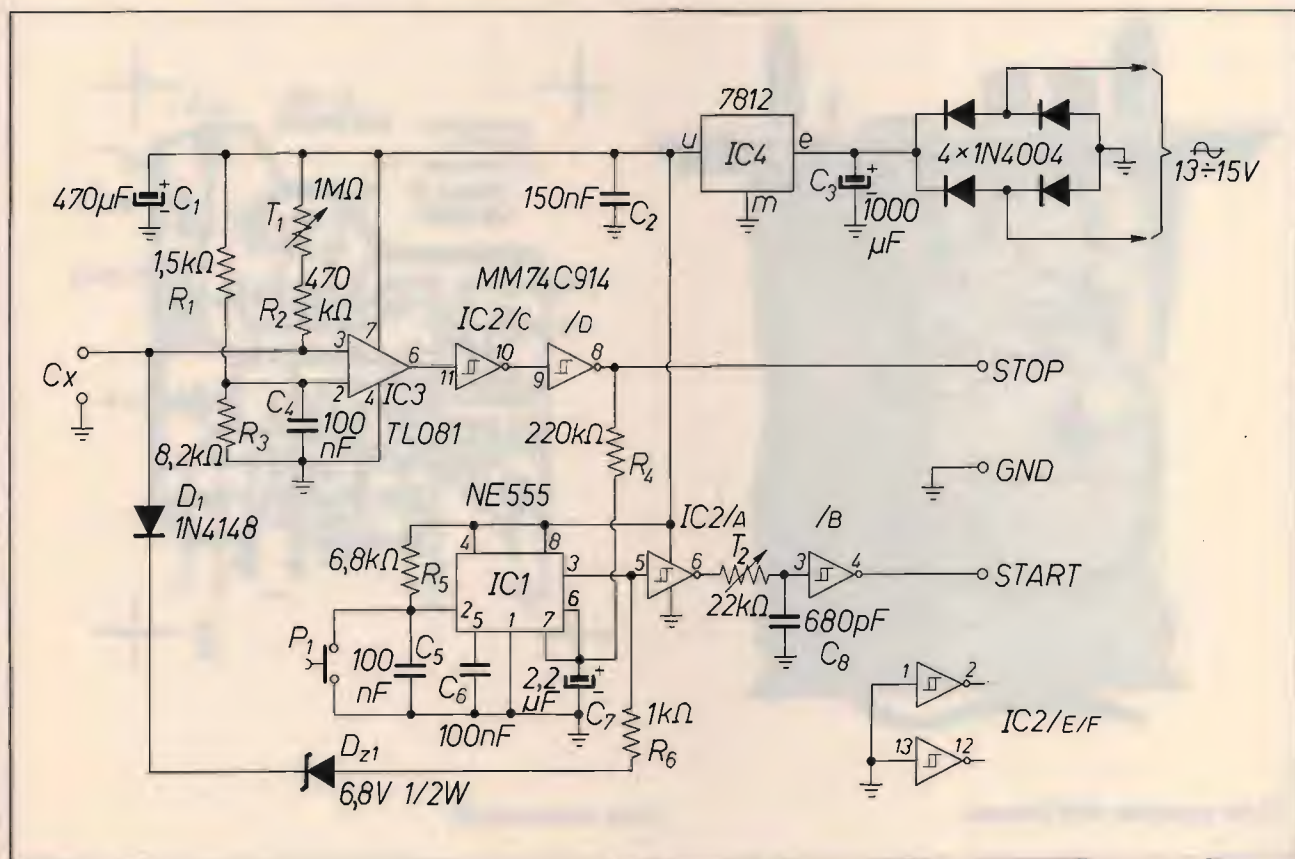 7812
u
IC4
e
m
4×1N4004
13÷15V
470µF
+
-
C1
1MΩ
T1
150nF
C2
C3
+
-
1000
µF
1,5kΩ
R1
470
kΩ
R2
MM74C914
IC2/C
/D
3
7
6
11
10
9
8
STOP
Cx
2
4
IC3
C4
100
nF
TL081
R3
8,2kΩ
220kΩ
R4
GND
D1
1N4148
NE555
IC2/A
/B
T2
6,8kΩ
R5
4
8
IC1
3
5
6
3
4
START
2
5
1
7
6
22kΩ
680pF
C8
P1
C5
100
nF
C6
100nF
2,2
µF
+
-
C7
1kΩ
R6
1
2
IC2/E/F
13
12
Dz1
6,8V 1/2W